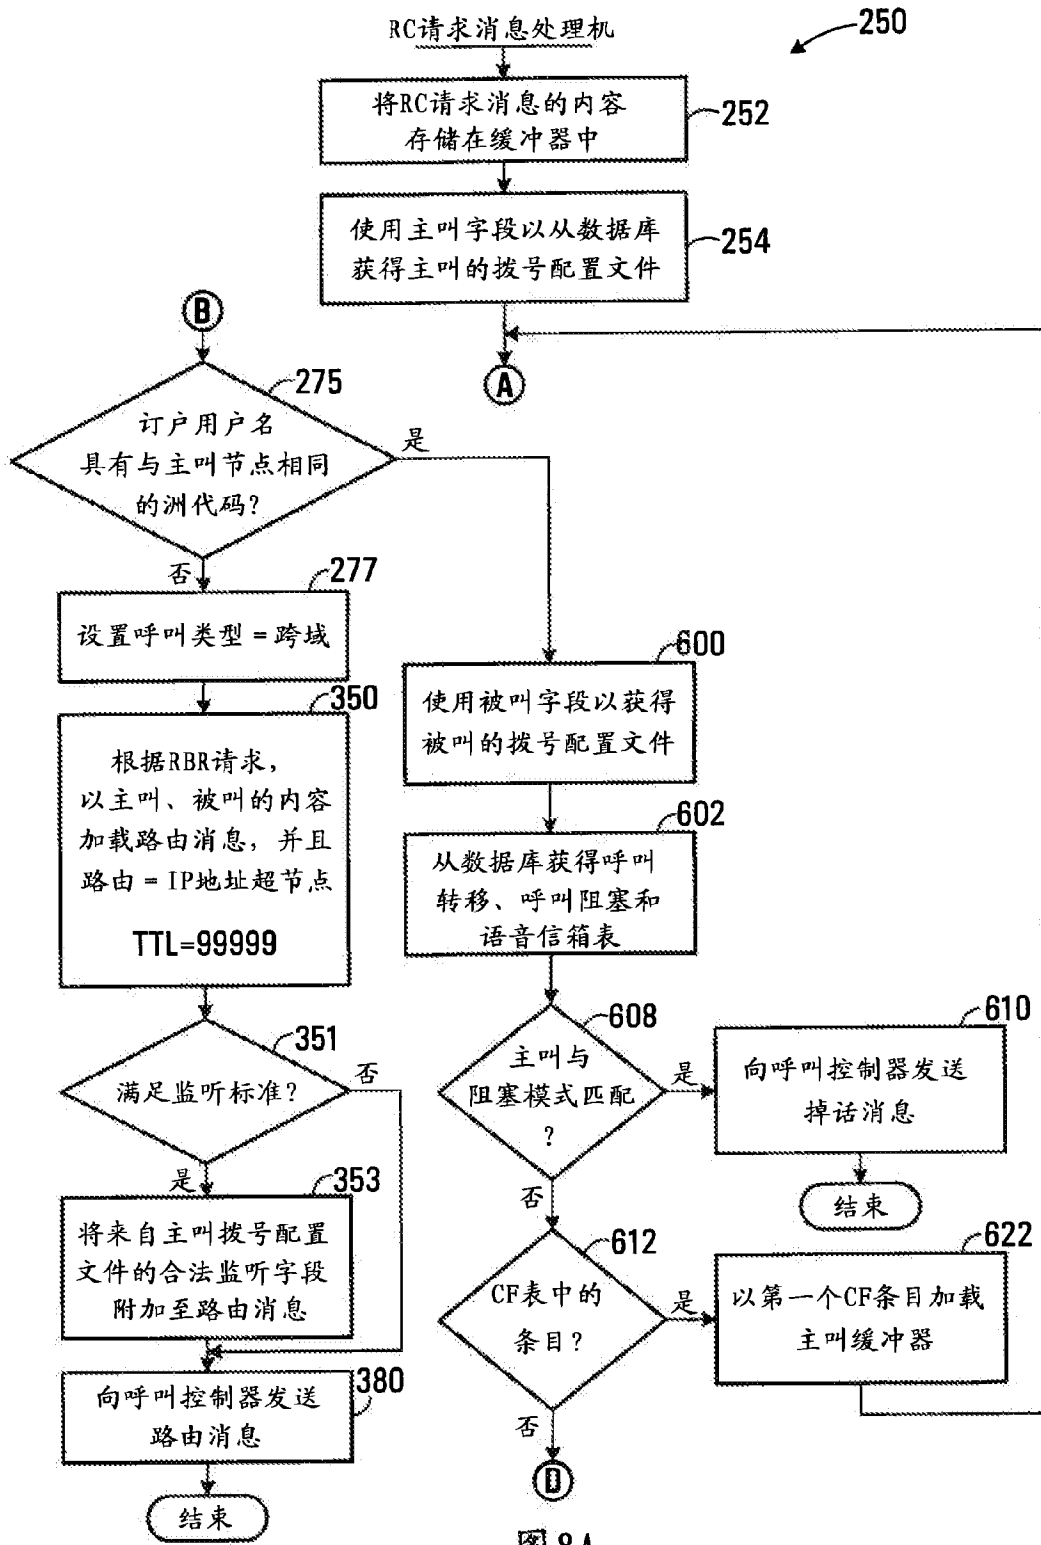 RC请求消息处理机
250
将RC请求消息的内容
存储在缓冲器中
252
使用主叫字段以从数据库
获得主叫的拨号配置文件
254
B
A
275
订户用户名
具有与主叫节点相同
的洲代码?
是
否
277
设置呼叫类型=跨域
350
根据RBR请求,
以主叫、被叫的内容
加载路由消息,并且
路由=IP地址超节点
TTL=99999
351
满足监听标准?
否
是
353
将来自主叫拨号配置
文件的合法监听字段
附加至路由消息
380
向呼叫控制器发送
路由消息
结束
600
使用被叫字段以获得
被叫的拨号配置文件
602
从数据库获得呼叫
转移、呼叫阻塞和
语音信箱表
608
主叫与
阻塞模式匹配
?
是
否
610
向呼叫控制器发送
掉话消息
结束
612
CF表中的
条目?
是
否
622
以第一个CF条目加载
主叫缓冲器
D
图 8A